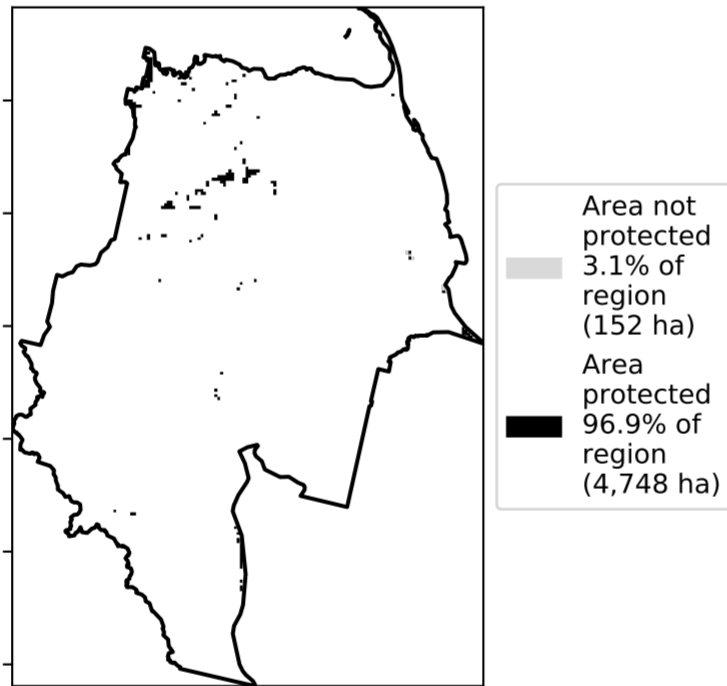 Area not
protected
3.1% of
region
(152 ha)
Area
protected
96.9% of
region
(4,748 ha)